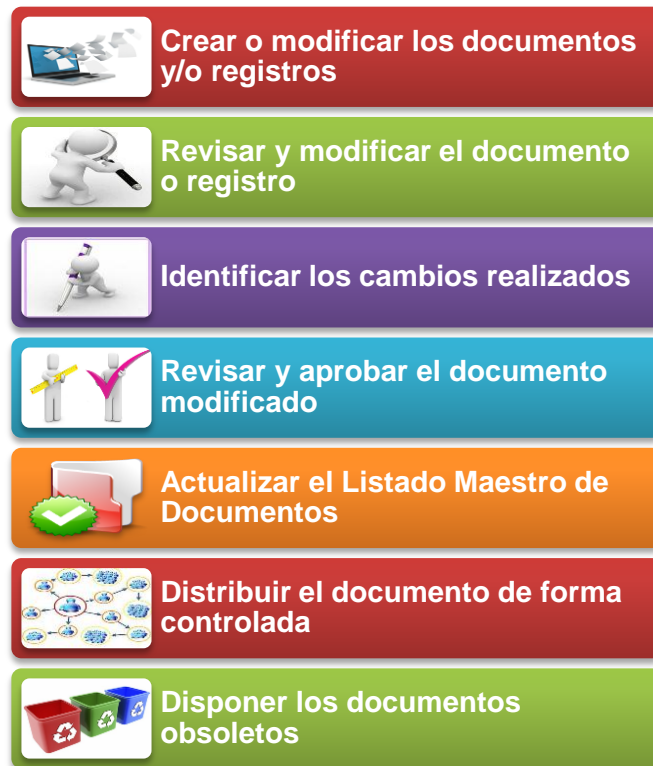 Crear o modificar los documentos
y/o registros
Revisar y modificar el documento
o registro
Identificar los cambios realizados
Revisar y aprobar el documento
modificado
Actualizar el Listado Maestro de
Documentos
Distribuir el documento de forma
controlada
Disponer los documentos
obsoletos